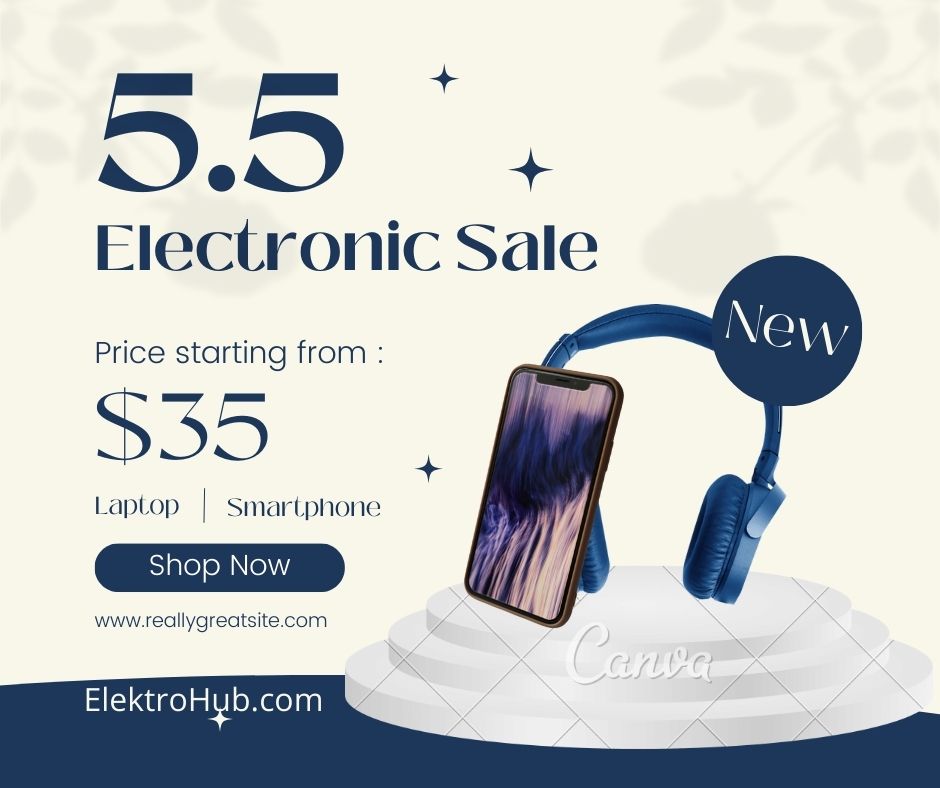 5.5
Electronic Sale
New
Price starting from :
$35
Laptop | Smartphone
Shop Now
www.reallygreatsite.com
Canva
ElektroHub.com